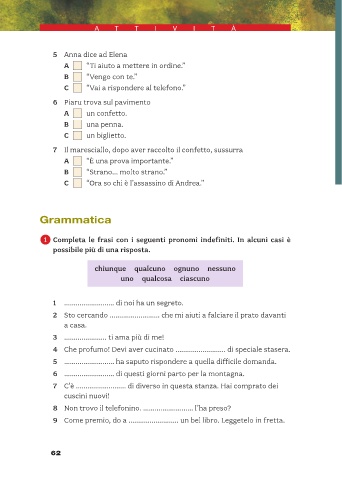 ATTIVITÀ
5 Anna dice ad Elena
A "Ti aiuto a mettere in ordine."
B "Vengo con te."
C "Vai a rispondere al telefono."
6 Piaru trova sul pavimento
A un confetto.
B una penna.
C un biglietto.
7 Il maresciallo, dopo aver raccolto il confetto, sussurra
A "È una prova importante."
B "Strano... molto strano."
C "Ora so chi è l'assassino di Andrea."
Grammatica
1 Completa le frasi con i seguenti pronomi indefiniti. In alcuni casi è
possibile più di una risposta.
chiunque qualcuno ognuno nessuno
uno qualcosa ciascuno
1 ........................ di noi ha un segreto.
2 Sto cercando ........................ che mi aiuti a falciare il prato davanti
a casa.
3 .................... ti ama più di me!
4 Che profumo! Devi aver cucinato ........................ di speciale stasera.
5 ........................ ha saputo rispondere a quella difficile domanda.
6 ........................ di questi giorni parto per la montagna.
7 C'è ........................ di diverso in questa stanza. Hai comprato dei
cuscini nuovi!
8 Non trovo il telefonino. ........................ l'ha preso?
9 Come premio, do a ........................ un bel libro. Leggetelo in fretta.
62